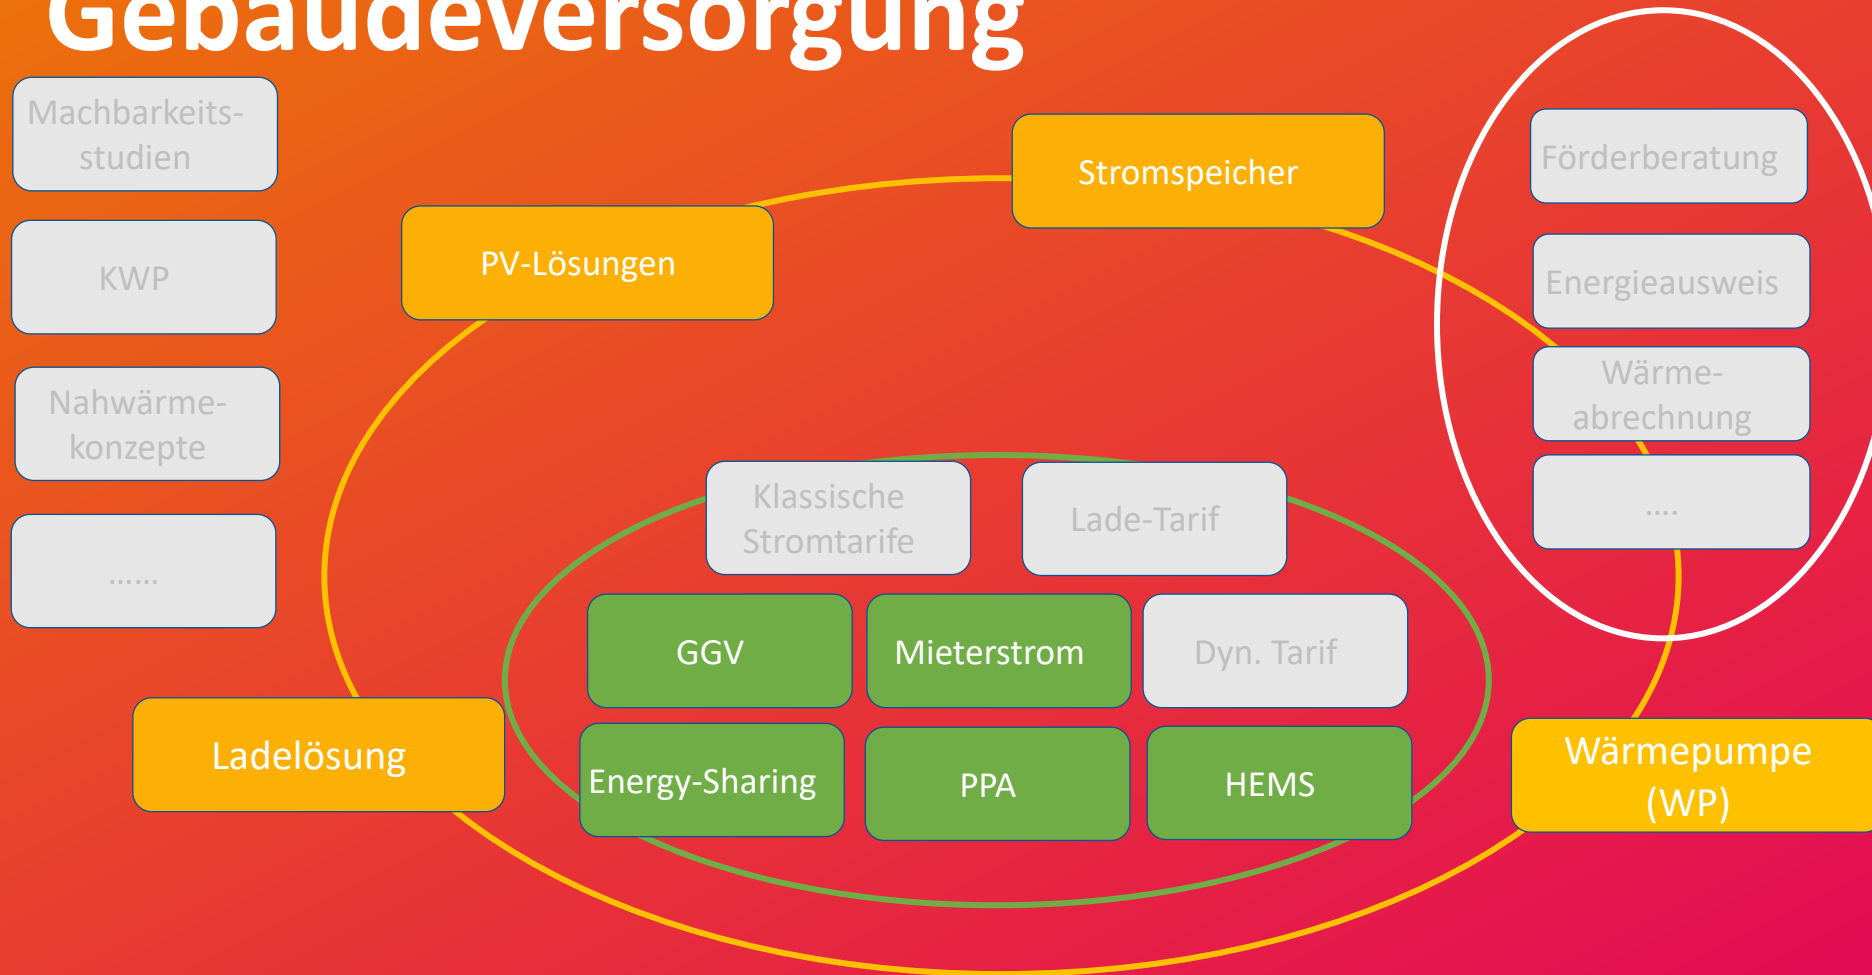 Gebäudeversorgung
Machbarkeits-
studien
KWP
Nahwärme-
konzepte
......
PV-Lösungen
Stromspeicher
Förderberatung
Energieausweis
Wärme-
abrechnung
....
Klassische
Stromtarife
Lade-Tarif
GGV
Mieterstrom
Dyn. Tarif
Energy-Sharing
PPA
HEMS
Ladelösung
Wärmepumpe
(WP)